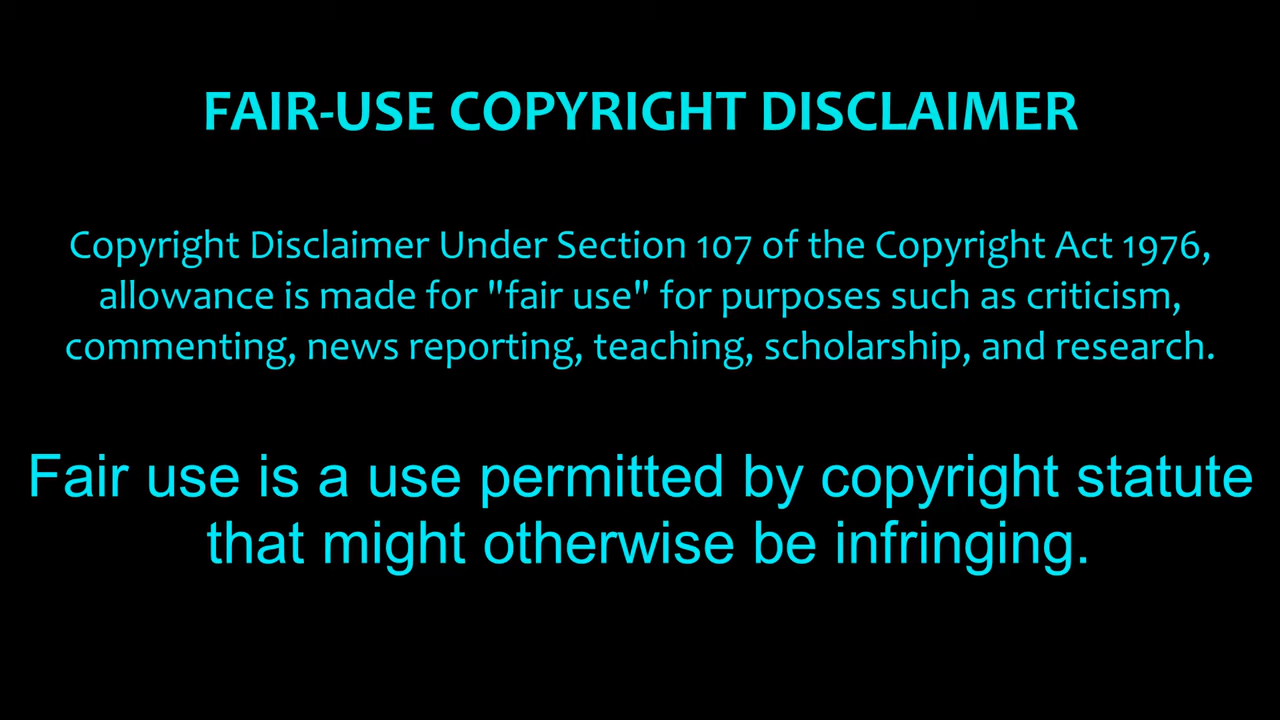 FAIR-USE COPYRIGHT DISCLAIMER
Copyright Disclaimer Under Section 107 of the Copyright Act 1976,
allowance is made for "fair use" for purposes such as criticism,
commenting, news reporting, teaching, scholarship, and research.
Fair use is a use permitted by copyright statute
that might otherwise be infringing.